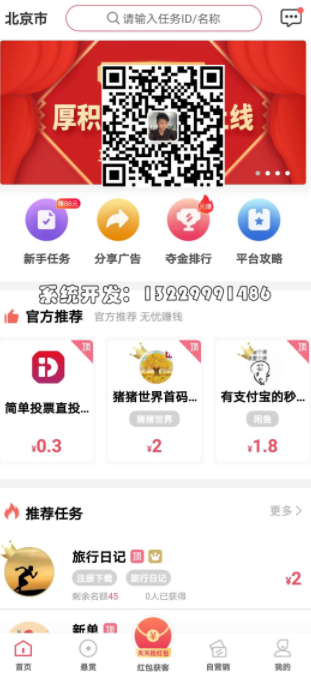 北京市
请输入任务ID/名称
厚积
线
赚88元
火爆
新手任务
分享广告
夺金排行
平台攻略
系统开发：13229991486
官方推荐
官方推荐 无忧赚钱
顶
顶
顶
简单投票直投...
猪猪世界首码...
有支付宝的秒...
猪猪世界
闲鱼
¥0.3
¥2
¥1.8
推荐任务
更多
旅行日记 顶
注册下载 旅行日记
剩余名额45 0人已获得
¥2
新单 顶
天天抢红包
首页
悬赏
红包获客
自营销
我的